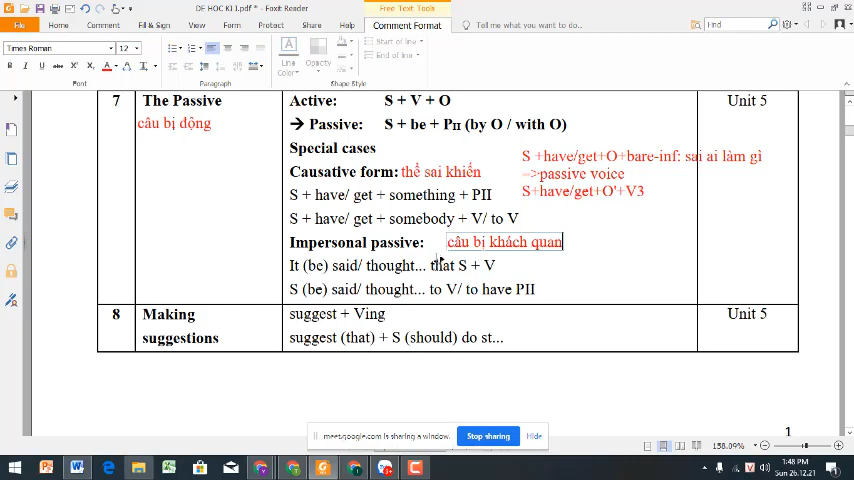 DE HOC KI I.pdf * - Foxit Reader
Free Text Tools
File Home Comment View Fill & Sign Form Protect Share Help Comment Format Tell me what you want to do... Find
Times Roman 12
B I U abc X² X₂
Font
Paragraph
Line Color
Opacity
Start of line
End of line
Shape Style
7 The Passive Active: S + V + O Unit 5
câu bị động → Passive: S + be + PII (by O / with O)
Special cases
S +have/get+O+bare-inf: sai ai làm gì
Causative form: thể sai khiến
=>passive voice
S + have/ get + something + PII
S+have/get+O'+V3
S + have/ get + somebody + V/ to V
Impersonal passive: câu bị khách quan
It (be) said/ thought... that S + V
S (be) said/ thought... to V/ to have PII
8 Making suggestions suggest + Ving Unit 5
suggest (that) + S (should) do st...
1
meet.google.com is sharing a window. Stop sharing Hide
158.09%
1:48 PM
Sun 26.12.21